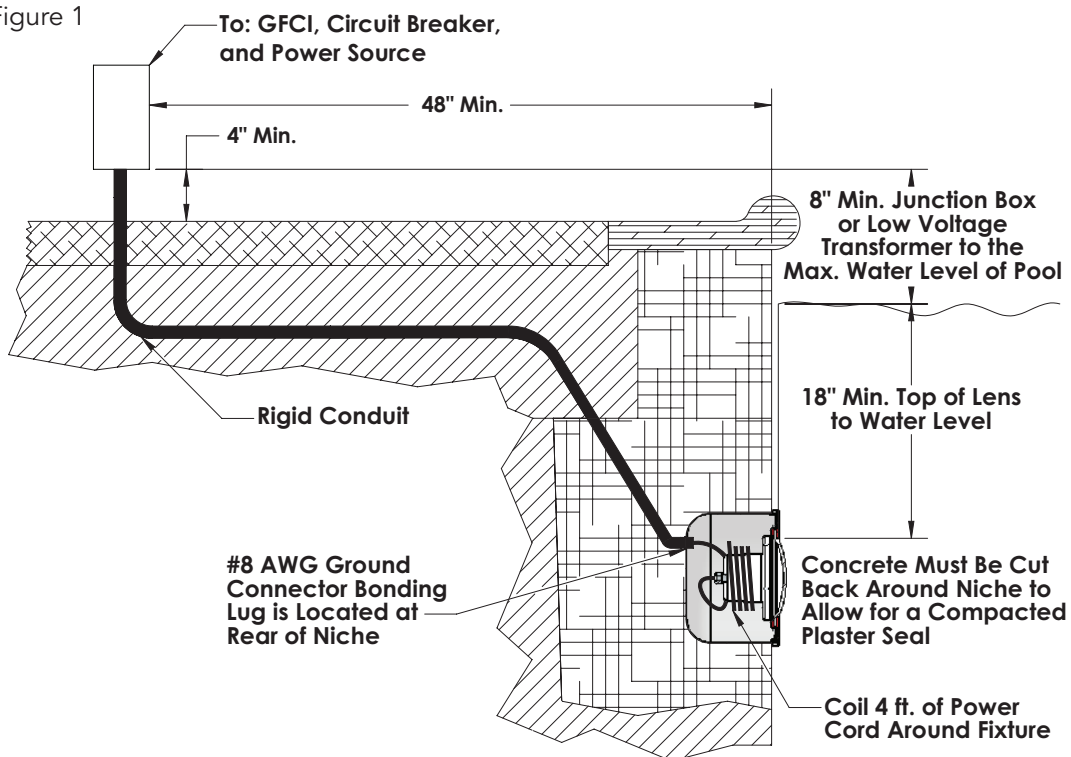 Figure 1
To: GFCI, Circuit Breaker,
and Power Source
48" Min.
4" Min.
8" Min. Junction Box
or Low Voltage
Transformer to the
Max. Water Level of Pool
18" Min. Top of Lens
to Water Level
Rigid Conduit
#8 AWG Ground
Connector Bonding
Lug is Located at
Rear of Niche
Concrete Must Be Cut
Back Around Niche to
Allow for a Compacted
Plaster Seal
Coil 4 ft. of Power
Cord Around Fixture